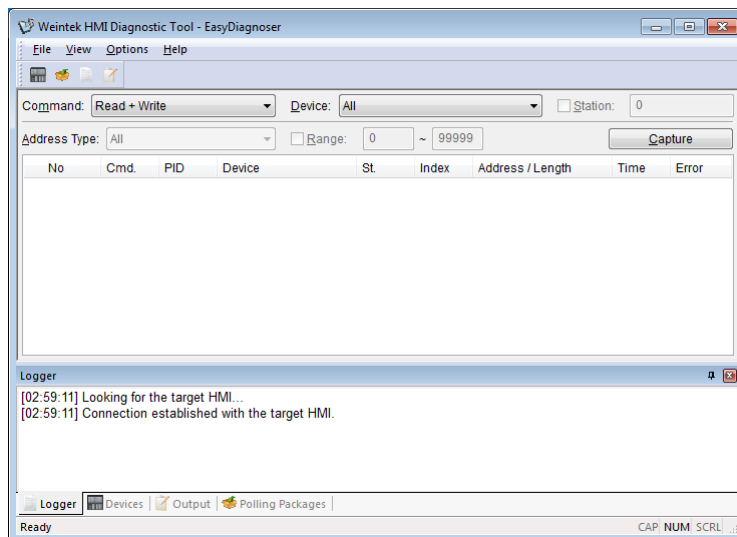 Weintek HMI Diagnostic Tool - EasyDiagnoser
File View Options Help
Command: Read + Write Device: All Station: 0
Address Type: All Range: 0 ~ 99999 Capture
No Cmd. PID Device St. Index Address / Length Time Error
Logger
[02:59:11] Looking for the target HMI...
[02:59:11] Connection established with the target HMI.
Logger Devices Output Polling Packages
Ready CAP NUM SCRL